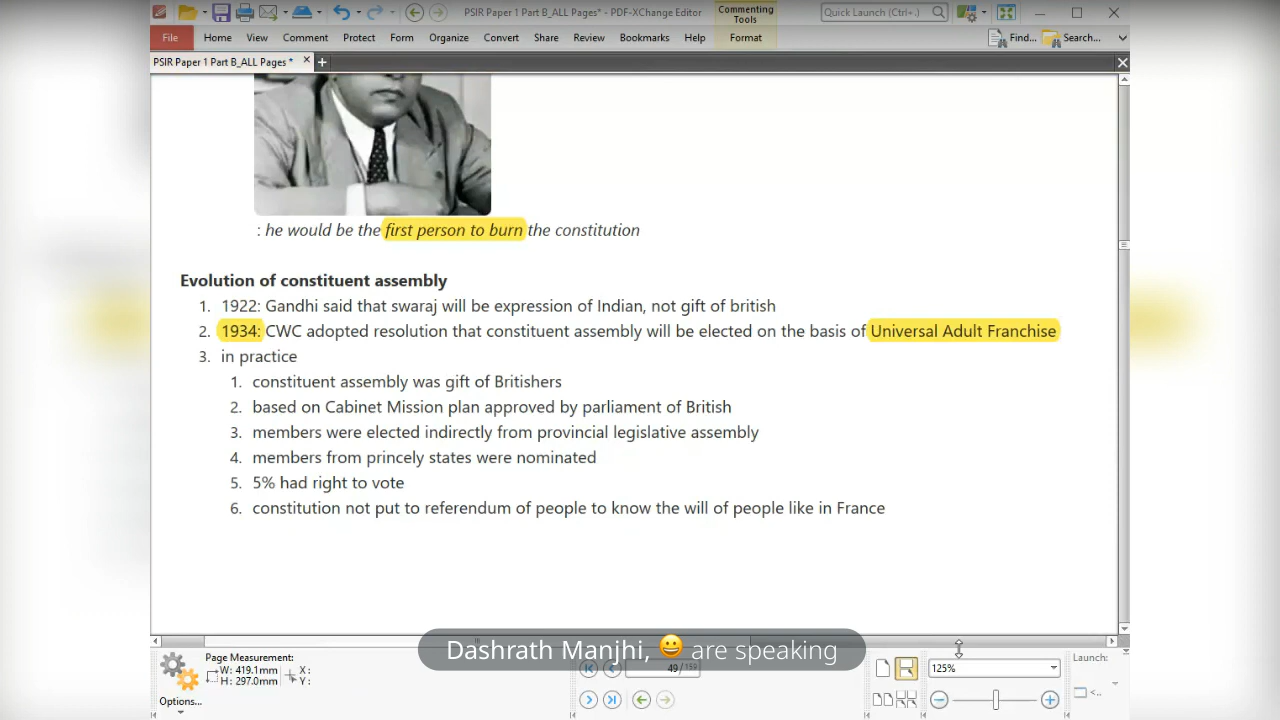 PSIR Paper 1 Part B_ALL Pages* - PDF-XChange Editor
Commenting Tools
Quick Launch (Ctrl+.)
File Home View Comment Protect Form Organize Convert Share Review Bookmarks Help Format Find... Search...
PSIR Paper 1 Part B_ALL Pages *
: he would be the first person to burn the constitution
Evolution of constituent assembly
1. 1922: Gandhi said that swaraj will be expression of Indian, not gift of british
2. 1934: CWC adopted resolution that constituent assembly will be elected on the basis of Universal Adult Franchise
3. in practice
1. constituent assembly was gift of Britishers
2. based on Cabinet Mission plan approved by parliament of British
3. members were elected indirectly from provincial legislative assembly
4. members from princely states were nominated
5. 5% had right to vote
6. constitution not put to referendum of people to know the will of people like in France
Dashrath Manjhi, 😀 are speaking
Options...
Page Measurement:
W: 419.1mm
H: 297.0mm
X:
Y:
49 / 159
125%
Launch: